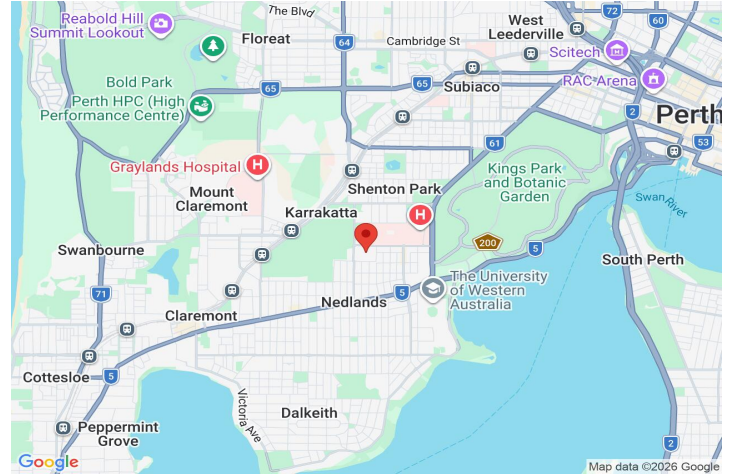 The Blvd
Reabold Hill
Summit Lookout
Floreat
64
Cambridge St
West
Leederville
72
60
Scitech
RAC Arena
Bold Park
Perth HPC (High
Performance Centre)
65
65
Subiaco
2
Perth
53
61
Graylands Hospital
H
Mount
Claremont
Shenton Park
Kings Park
and Botanic
Garden
Karrakatta
H
Swan River
200
5
Swanbourne
South Perth
71
The University
of Western
Australia
Nedlands
5
Claremont
Cottesloe
5
Victoria Ave
Dalkeith
Peppermint
Grove
2
Google
Map data ©2026 Google